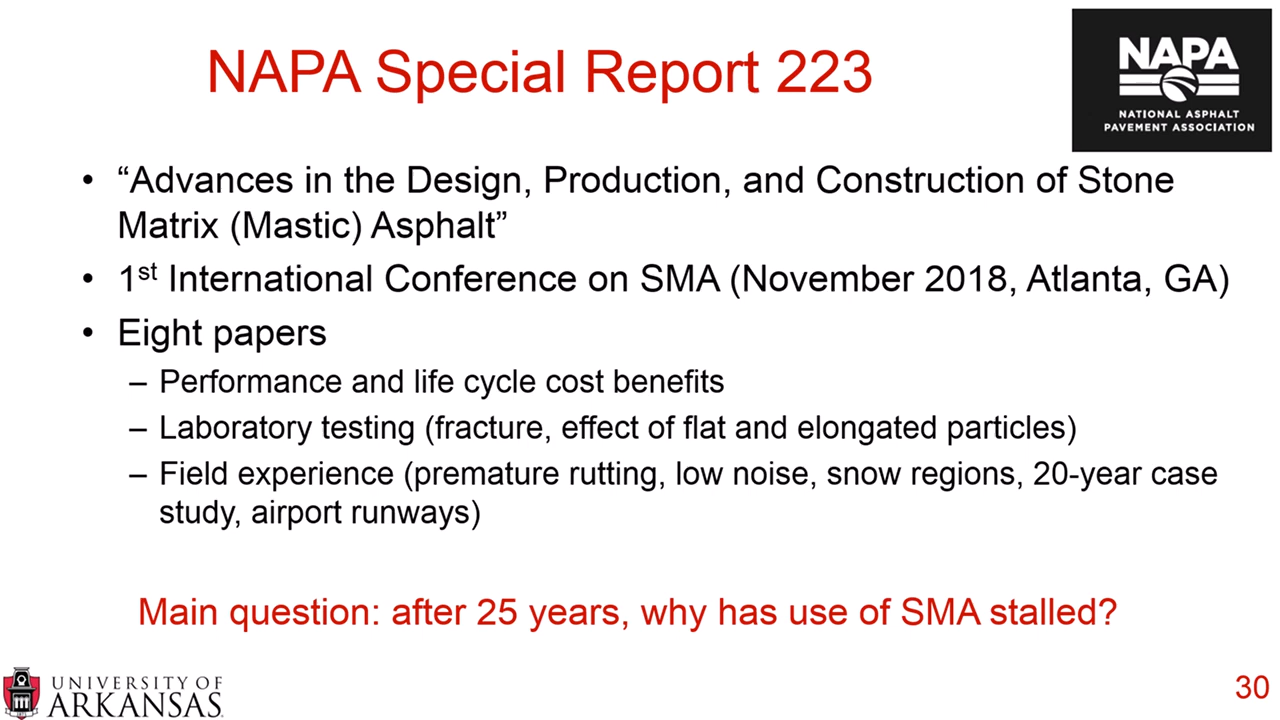 NAPA Special Report 223
NAPA
NATIONAL ASPHALT
PAVEMENT ASSOCIATION
• “Advances in the Design, Production, and Construction of Stone
Matrix (Mastic) Asphalt”
• 1st International Conference on SMA (November 2018, Atlanta, GA)
• Eight papers
– Performance and life cycle cost benefits
– Laboratory testing (fracture, effect of flat and elongated particles)
– Field experience (premature rutting, low noise, snow regions, 20-year case
study, airport runways)
Main question: after 25 years, why has use of SMA stalled?
UNIVERSITY OF
ARKANSAS
30